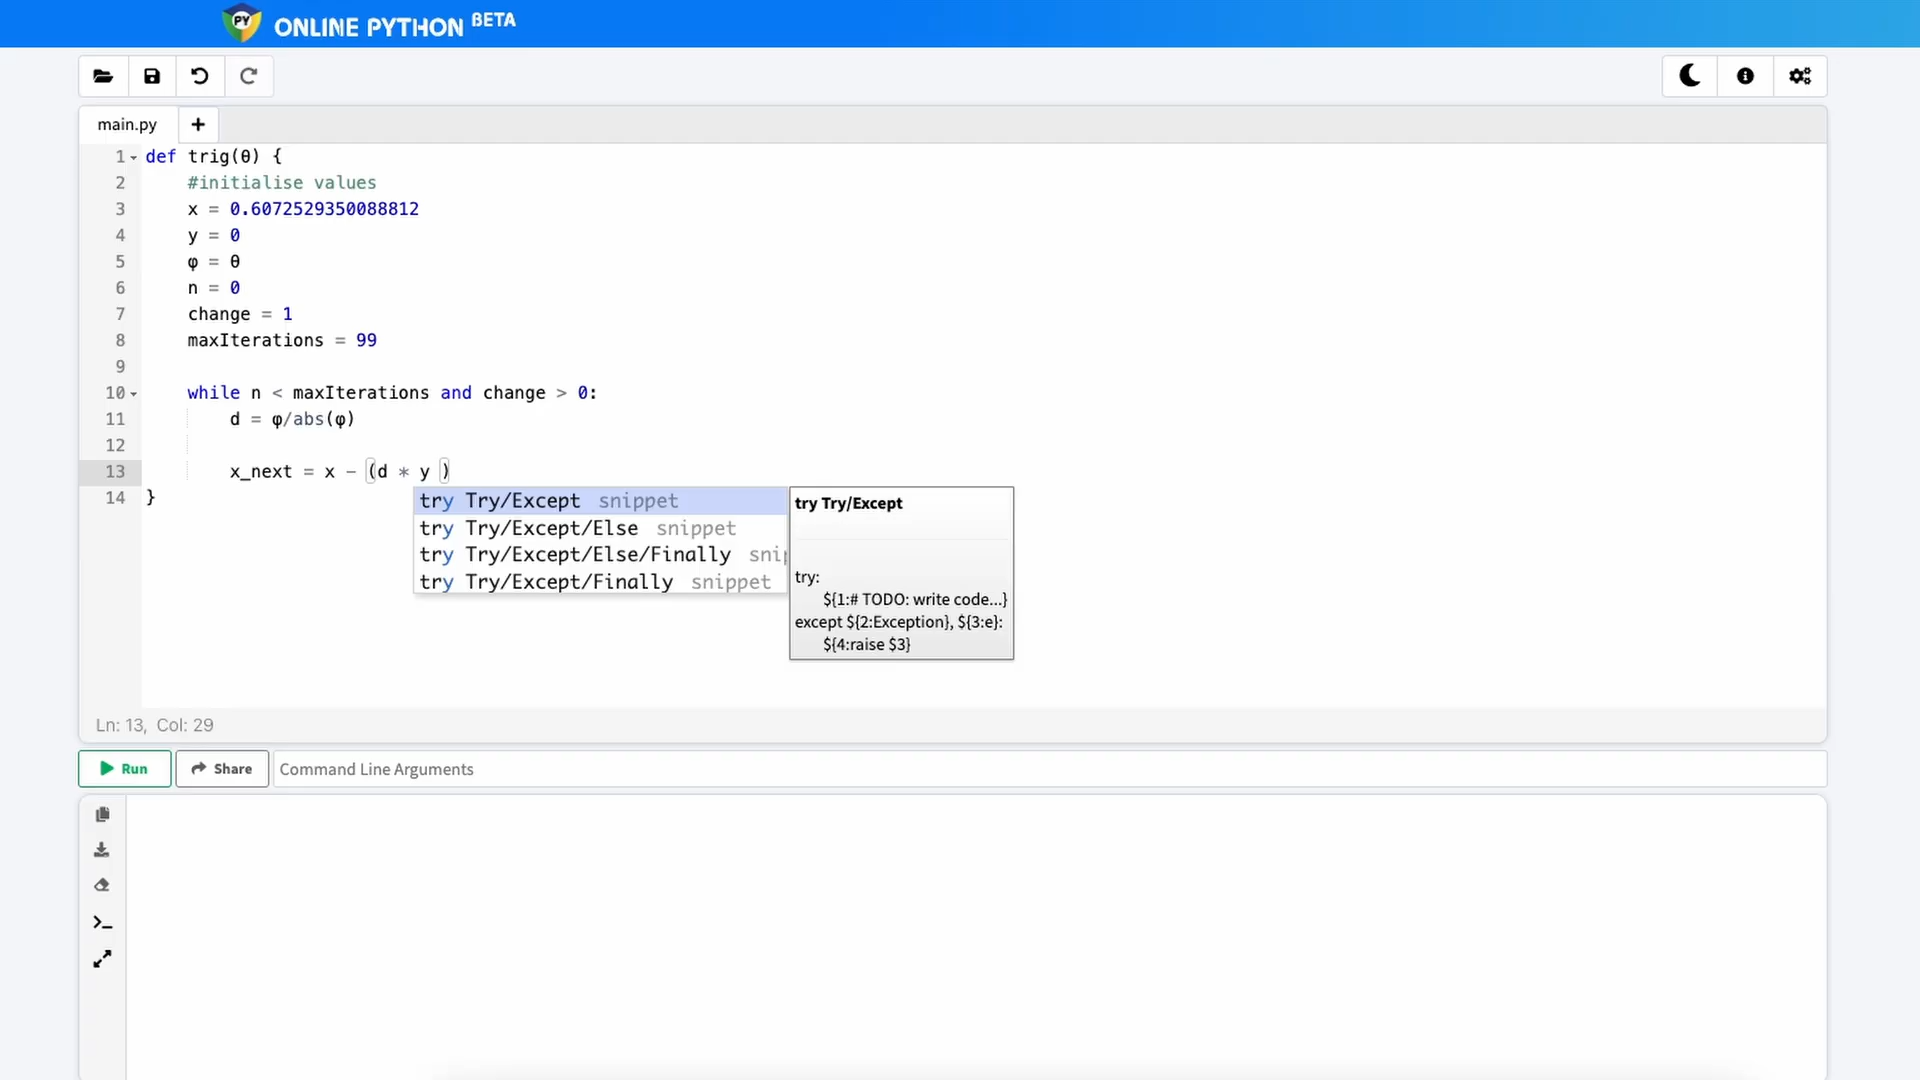 PY ONLINE PYTHON BETA
main.py +
1 def trig(θ) {
2 #initialise values
3 x = 0.6072529350088812
4 y = 0
5 φ = θ
6 n = 0
7 change = 1
8 maxIterations = 99
9
10 while n < maxIterations and change > 0:
11 d = φ/abs(φ)
12
13 x_next = x - (d * y )
14 }
try Try/Except snippet
try Try/Except/Else snippet
try Try/Except/Else/Finally sni
try Try/Except/Finally snippet
try Try/Except
try:
${1:# TODO: write code...}
except ${2:Exception}, ${3:e}:
${4:raise $3}
Ln: 13, Col: 29
Run Share Command Line Arguments